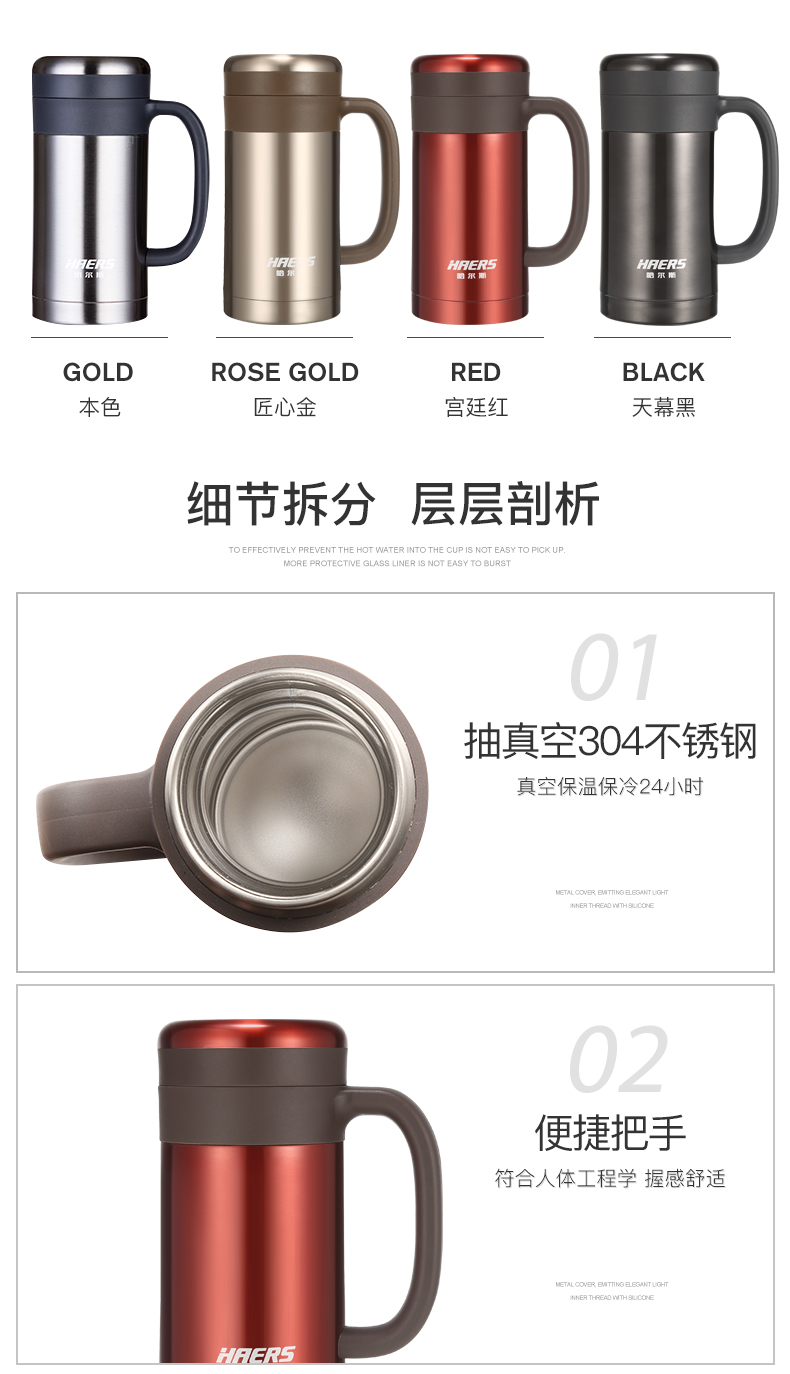 HAERS
哈尔斯
HAERS
哈尔斯
HAERS
哈尔斯
HAERS
哈尔斯
GOLD
本色
ROSE GOLD
匠心金
RED
宫廷红
BLACK
天幕黑
细节拆分 层层剖析
TO EFFECTIVELY PREVENT THE HOT WATER INTO THE CUP IS NOT EASY TO PICK UP.
MORE PROTECTIVE GLASS LINER IS NOT EASY TO BURST
01
抽真空304不锈钢
真空保温保冷24小时
METAL COVER, EMITTING ELEGANT LIGHT
INNER THREAD WITH SILICONE
02
便捷把手
符合人体工程学 握感舒适
METAL COVER, EMITTING ELEGANT LIGHT
INNER THREAD WITH SILICONE
HAERS